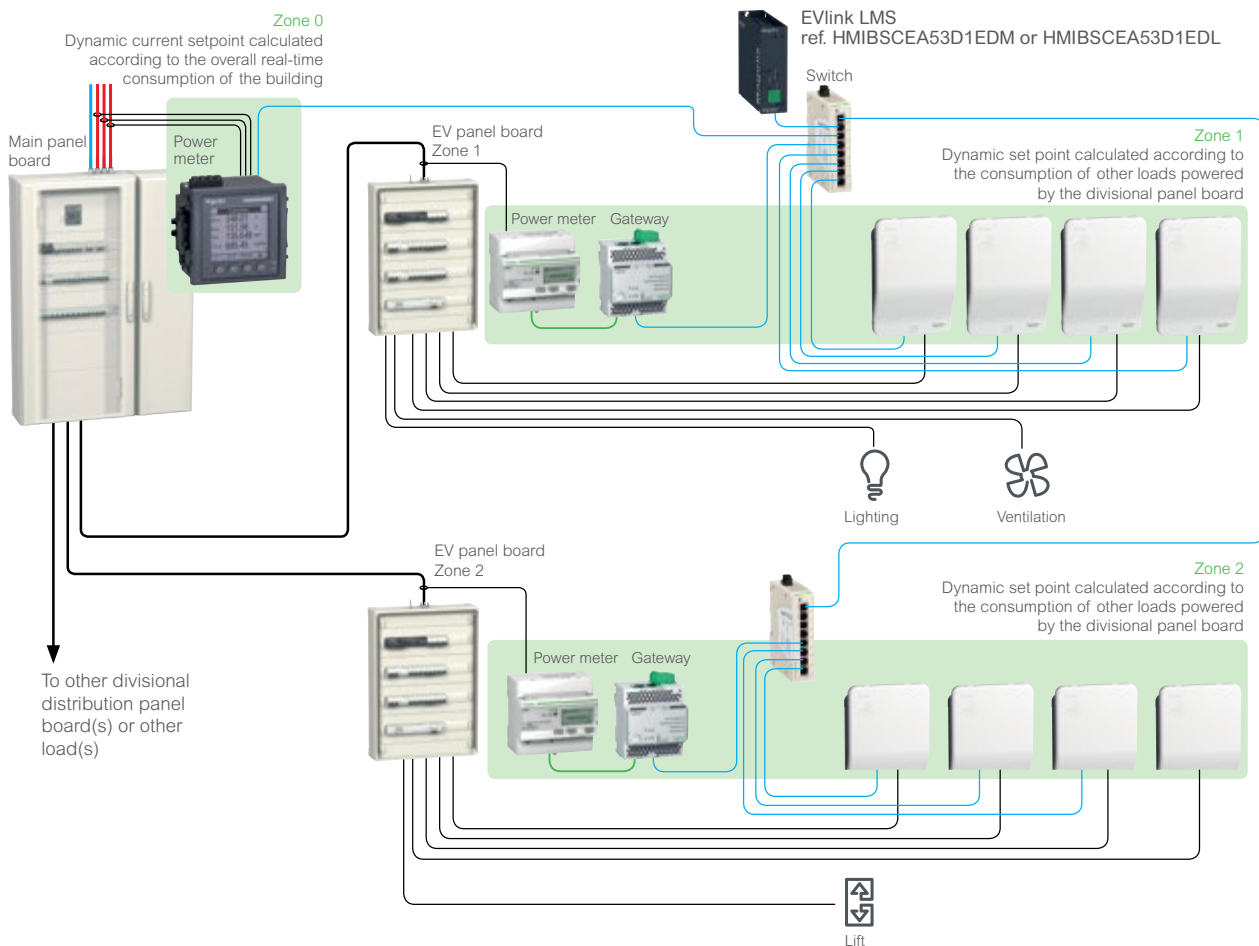 Zone 0
Dynamic current setpoint calculated
according to the overall real-time
consumption of the building
EVlink LMS
ref. HMIBSCEA53D1EDM or HMIBSCEA53D1EDL
Switch
Main panel
board
Power
meter
EV panel board
Zone 1
Zone 1
Dynamic set point calculated according to
the consumption of other loads powered
by the divisional panel board
Power meter
Gateway
Lighting
Ventilation
EV panel board
Zone 2
Zone 2
Dynamic set point calculated according to
the consumption of other loads powered
by the divisional panel board
Power meter
Gateway
To other divisional
distribution panel
board(s) or other
load(s)
Lift